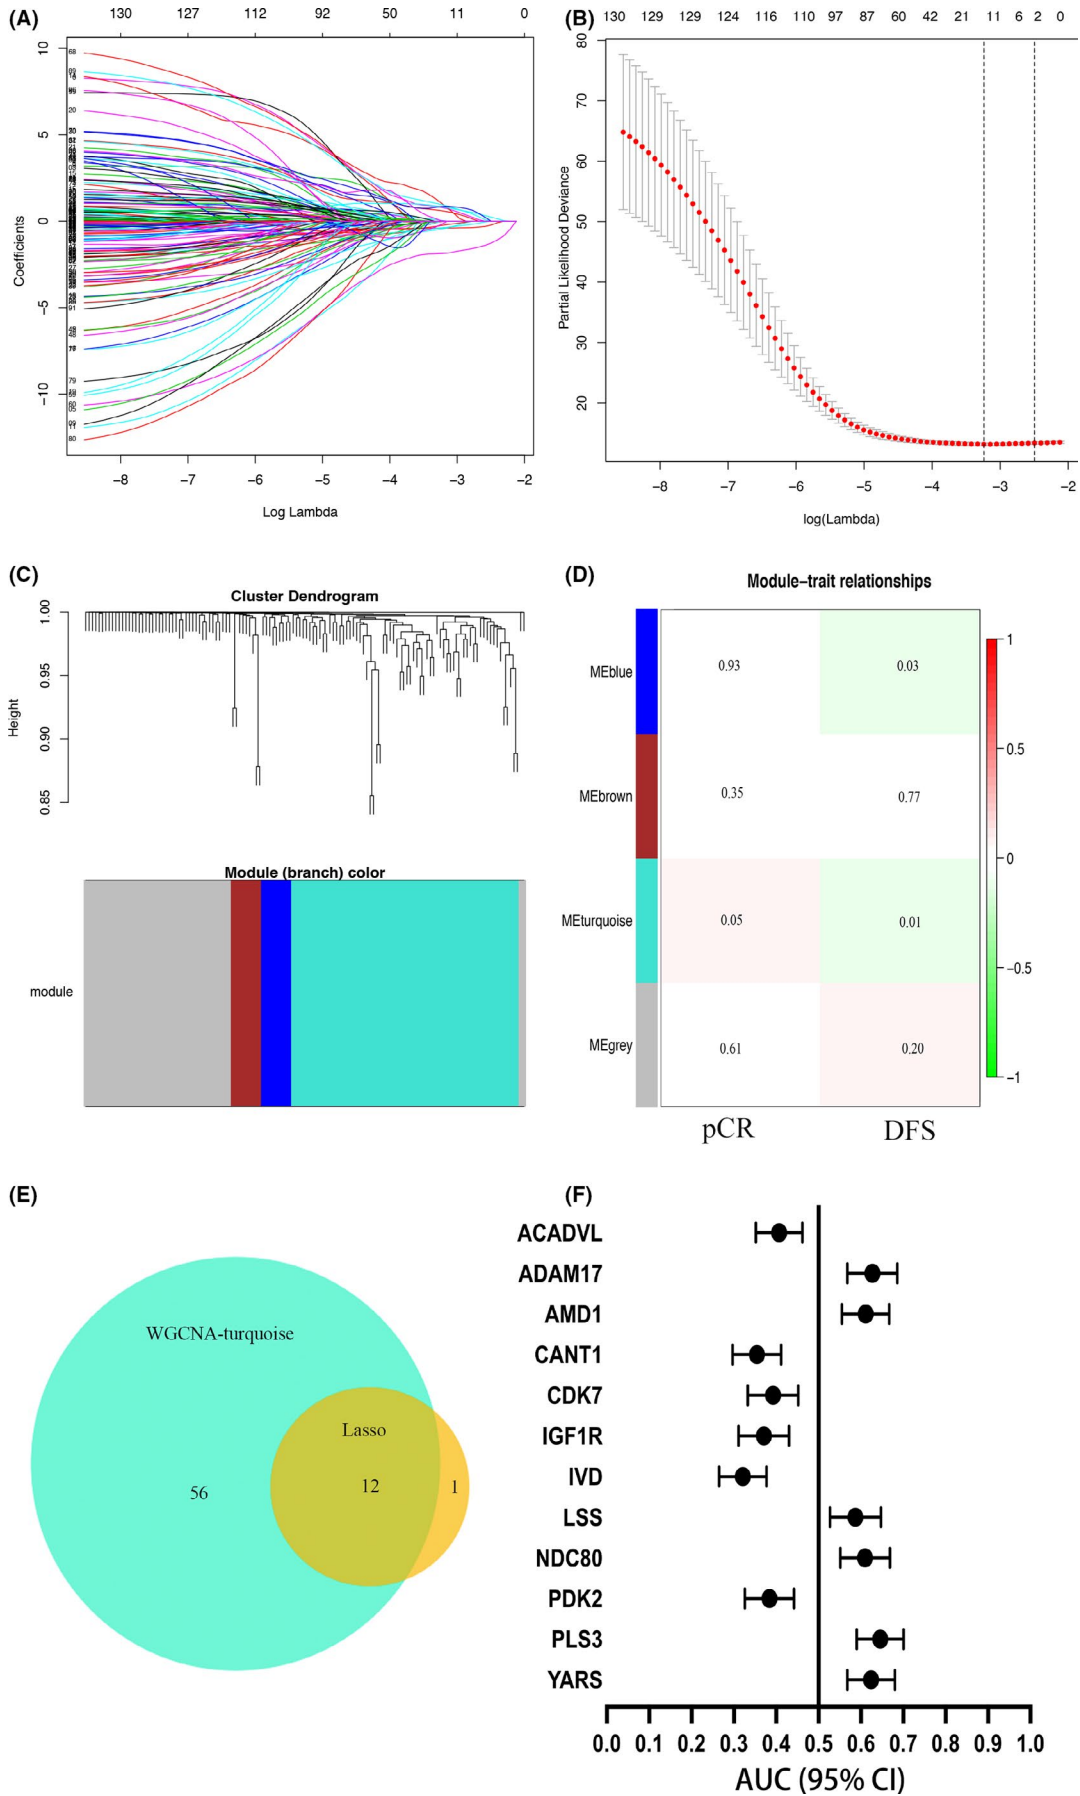 (A)
130 127 112 92 50 11 0
Coefficients
10
5
0
−5
−10
−8 −7 −6 −5 −4 −3 −2
Log Lambda
(B)
130 129 129 124 116 110 97 87 60 42 21 11 6 2 0
Partial Likelihood Deviance
80
70
60
50
40
30
20
−8 −7 −6 −5 −4 −3 −2
log(Lambda)
(C)
Cluster Dendrogram
Height
1.00
0.95
0.90
0.85
Module (branch) color
module
(D)
Module−trait relationships
MEblue 0.93 0.03
MEbrown 0.35 0.77
MEturquoise 0.05 0.01
MEgrey 0.61 0.20
pCR DFS
1
0.5
0
−0.5
−1
(E)
WGCNA-turquoise
Lasso
56 12 1
(F)
ACADVL
ADAM17
AMD1
CANT1
CDK7
IGF1R
IVD
LSS
NDC80
PDK2
PLS3
YARS
0.0 0.1 0.2 0.3 0.4 0.5 0.6 0.7 0.8 0.9 1.0
AUC (95% CI)